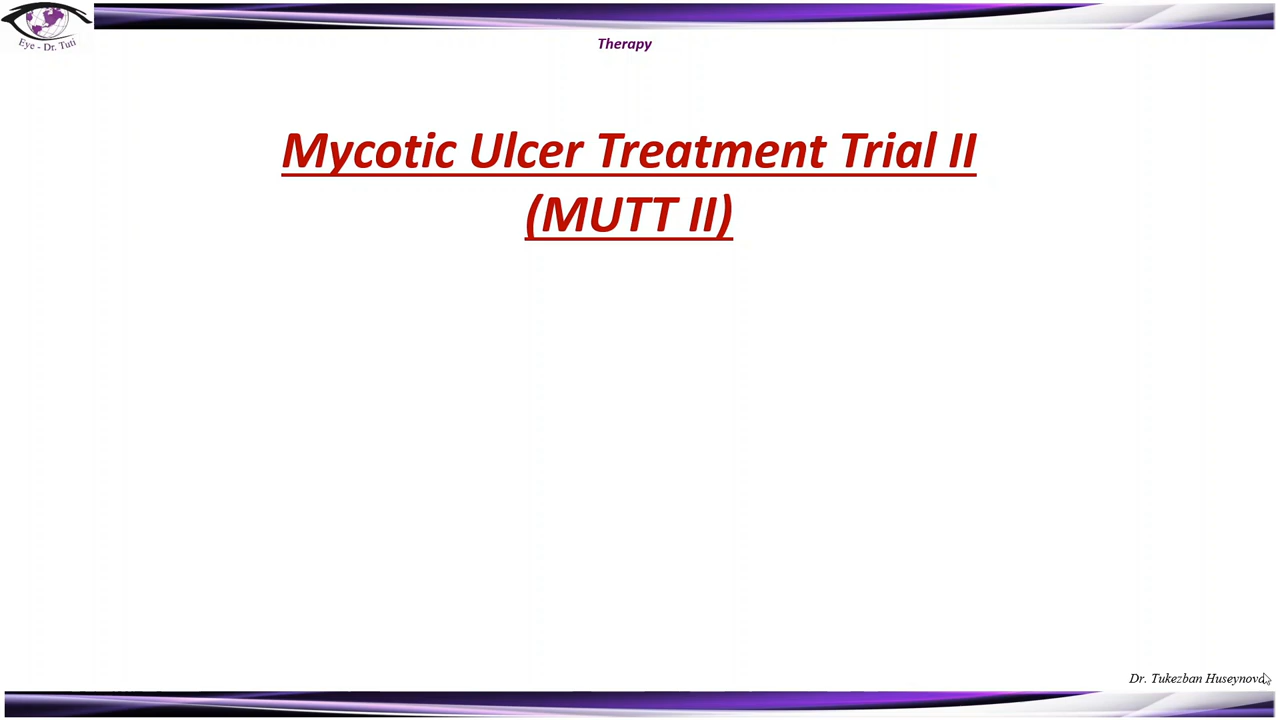 Eye - Dr. Tuti
Therapy
Mycotic Ulcer Treatment Trial II
(MUTT II)
Dr. Tukezban Huseynova